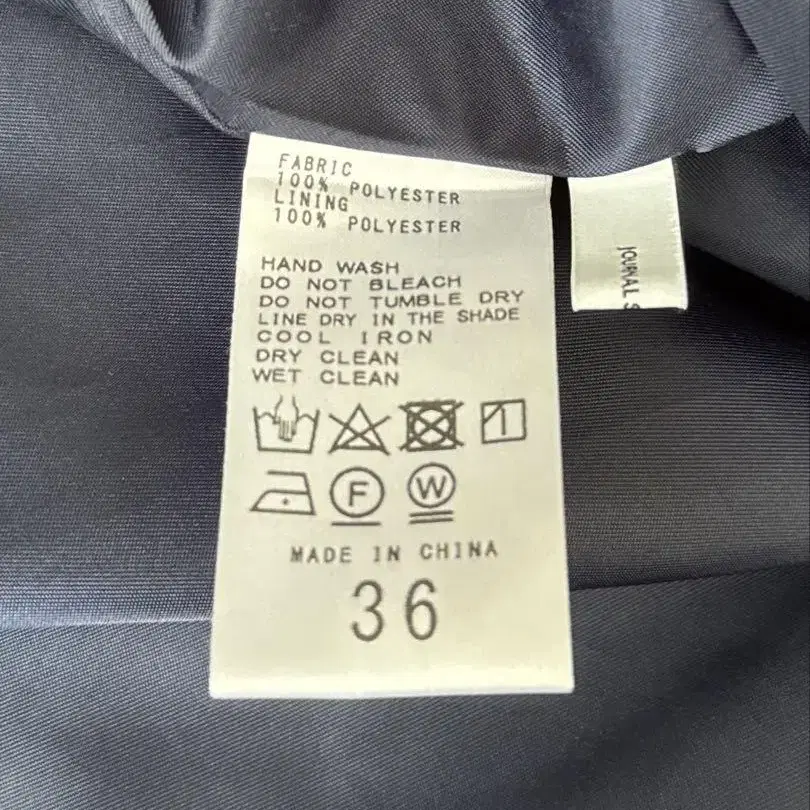 FABRIC
100% POLYESTER
LINING
100% POLYESTER
HAND WASH
DO NOT BLEACH
DO NOT TUMBLE DRY
LINE DRY IN THE SHADE
COOL IRON
DRY CLEAN
WET CLEAN
F W
MADE IN CHINA
36
JOURNAL S